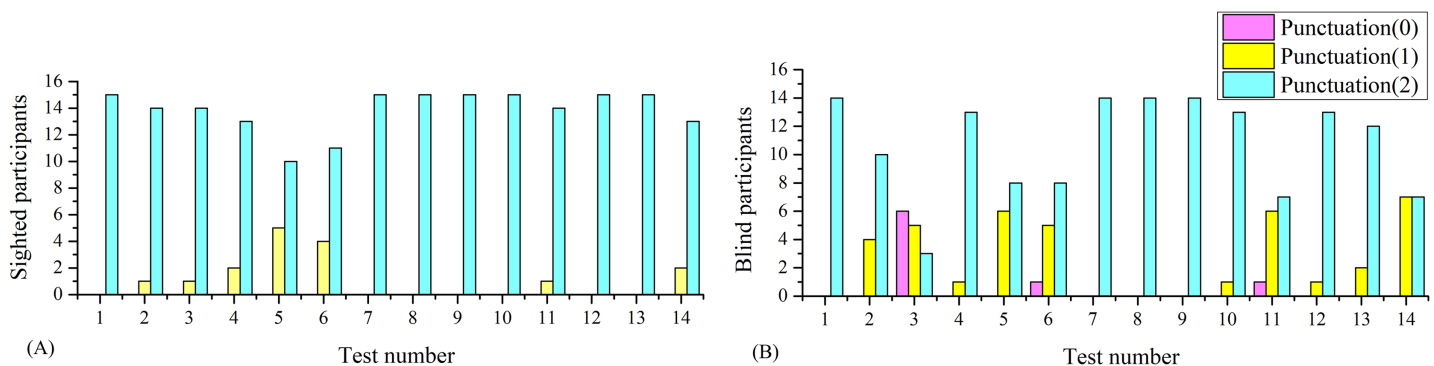 Punctuation(0)
Punctuation(1)
Punctuation(2)
Sighted participants
16
14
12
10
8
6
4
2
0
1 2 3 4 5 6 7 8 9 10 11 12 13 14
Test number
(A)
Blind participants
16
14
12
10
8
6
4
2
0
1 2 3 4 5 6 7 8 9 10 11 12 13 14
Test number
(B)